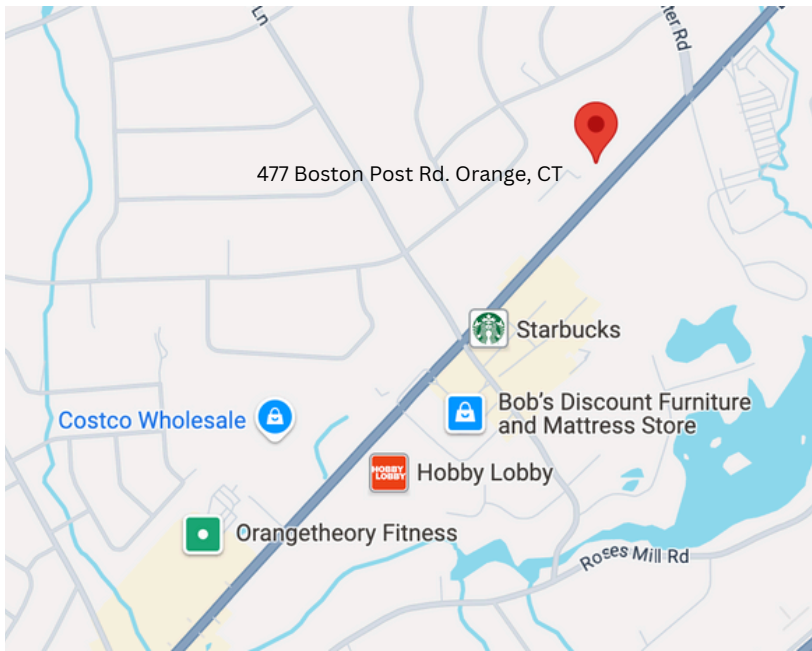 Ln
ter Rd
477 Boston Post Rd. Orange, CT
Starbucks
Bob's Discount Furniture
and Mattress Store
Costco Wholesale
HOBBY
LOBBY
Hobby Lobby
Orangetheory Fitness
Roses Mill Rd